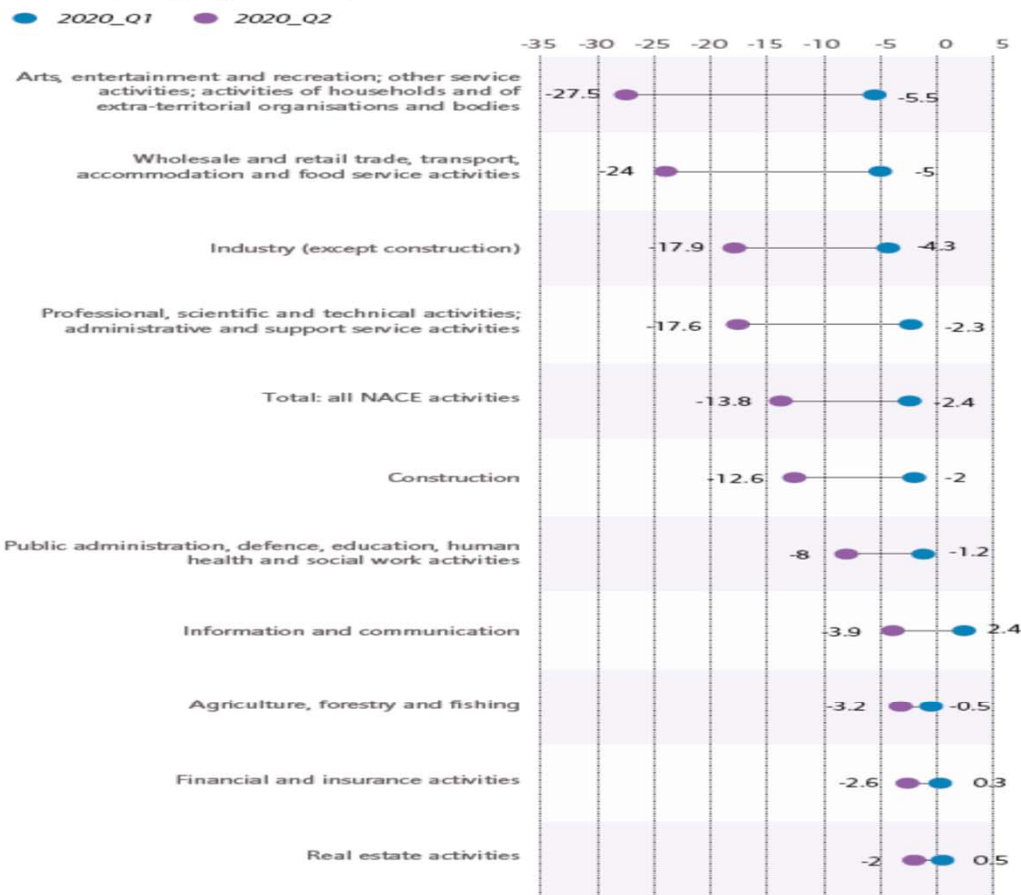 2020_Q1 2020_Q2
-35 -30 -25 -20 -15 -10 -5 0 5
Arts, entertainment and recreation; other service
activities; activities of households and of
extra-territorial organisations and bodies
-27.5 -5.5
Wholesale and retail trade, transport,
accommodation and food service activities
-24 -5
Industry (except construction)
-17.9 -4.3
Professional, scientific and technical activities;
administrative and support service activities
-17.6 -2.3
Total: all NACE activities
-13.8 -2.4
Construction
-12.6 -2
Public administration, defence, education, human
health and social work activities
-8 -1.2
Information and communication
-3.9 2.4
Agriculture, forestry and fishing
-3.2 -0.5
Financial and insurance activities
-2.6 0.3
Real estate activities
-2 0.5